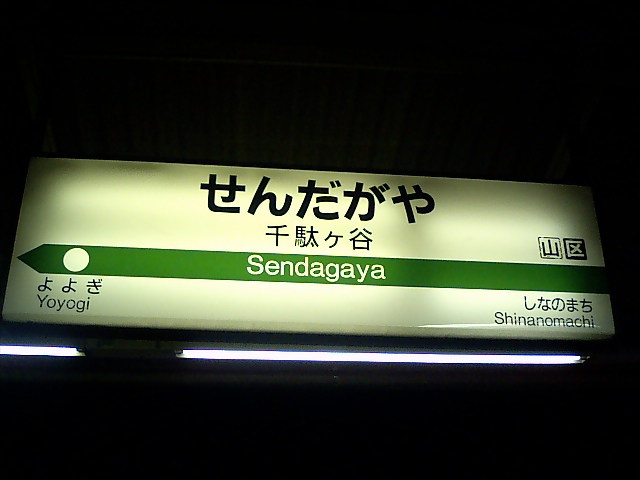 せんだがや
千駄ヶ谷
山区
Sendagaya
よよぎ
Yoyogi
しなのまち
Shinanomachi